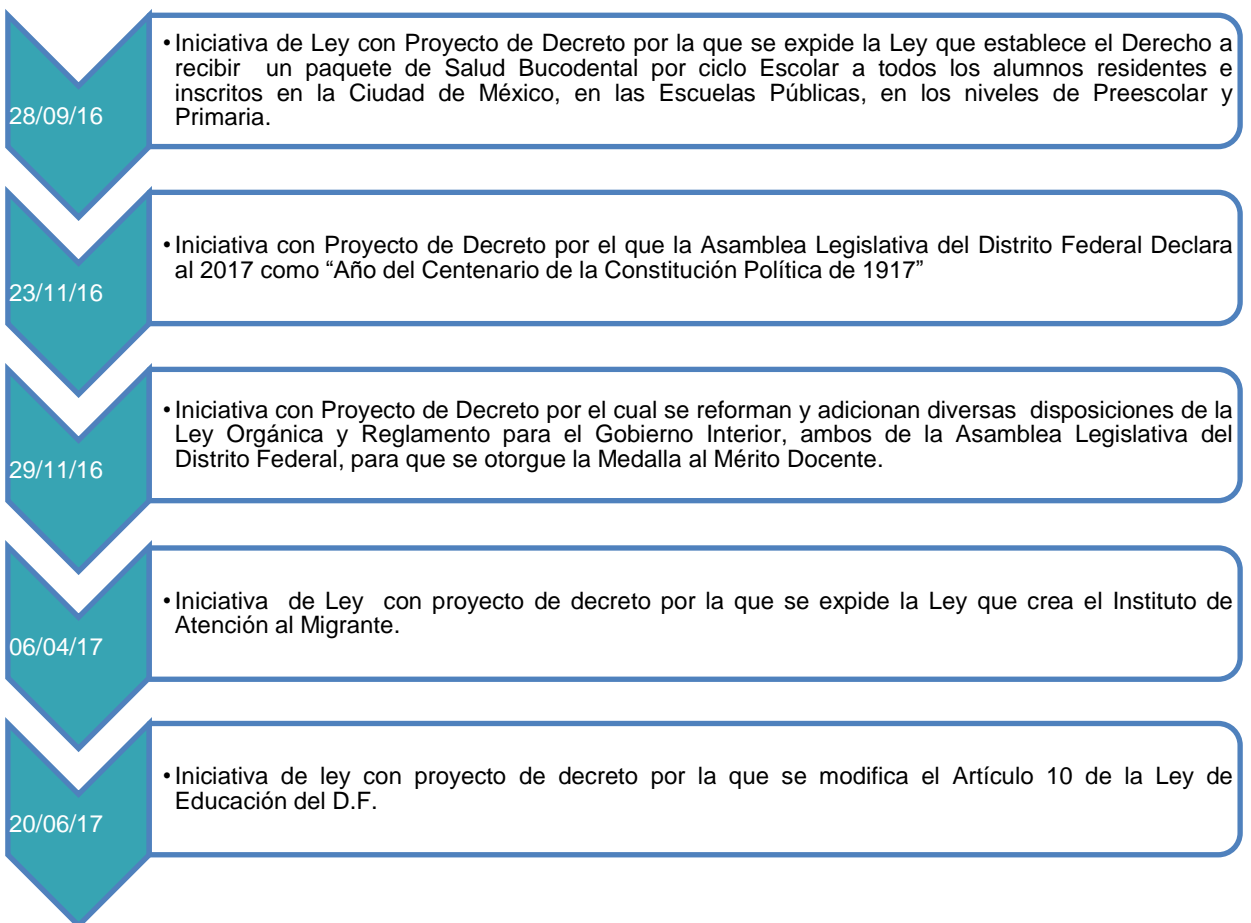 28/09/16
•Iniciativa de Ley con Proyecto de Decreto por la que se expide la Ley que establece el Derecho a
recibir un paquete de Salud Bucodental por ciclo Escolar a todos los alumnos residentes e
inscritos en la Ciudad de México, en las Escuelas Públicas, en los niveles de Preescolar y
Primaria.
23/11/16
•Iniciativa con Proyecto de Decreto por el que la Asamblea Legislativa del Distrito Federal Declara
al 2017 como “Año del Centenario de la Constitución Política de 1917”
29/11/16
•Iniciativa con Proyecto de Decreto por el cual se reforman y adicionan diversas disposiciones de la
Ley Orgánica y Reglamento para el Gobierno Interior, ambos de la Asamblea Legislativa del
Distrito Federal, para que se otorgue la Medalla al Mérito Docente.
06/04/17
•Iniciativa de Ley con proyecto de decreto por la que se expide la Ley que crea el Instituto de
Atención al Migrante.
20/06/17
•Iniciativa de ley con proyecto de decreto por la que se modifica el Artículo 10 de la Ley de
Educación del D.F.